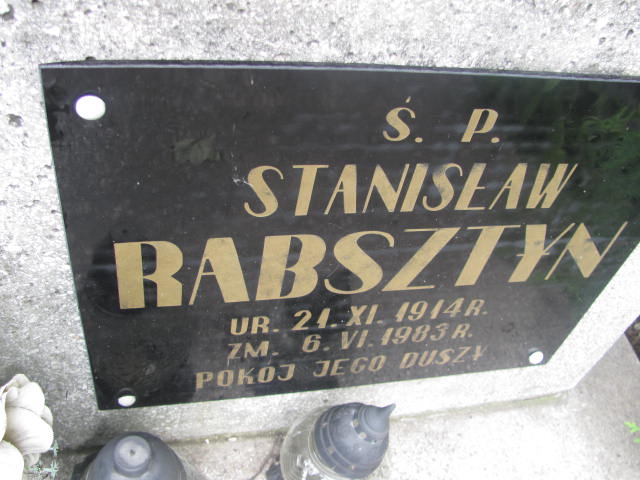 Ś. P.
STANISŁAW
RABSZTYN
UR. 21. XI. 1914 R.
ZM. 6. VI. 1983 R.
POKÓJ JEGO DUSZY